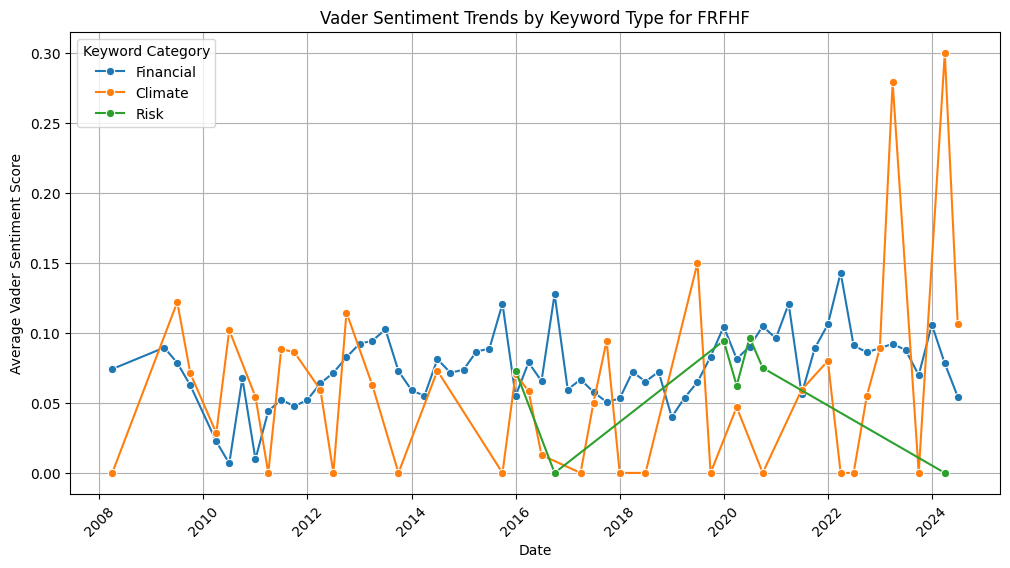 Vader Sentiment Trends by Keyword Type for FRFHF
Keyword Category
Financial
Climate
Risk
Average Vader Sentiment Score
0.30
0.25
0.20
0.15
0.10
0.05
0.00
2008
2010
2012
2014
2016
2018
2020
2022
2024
Date